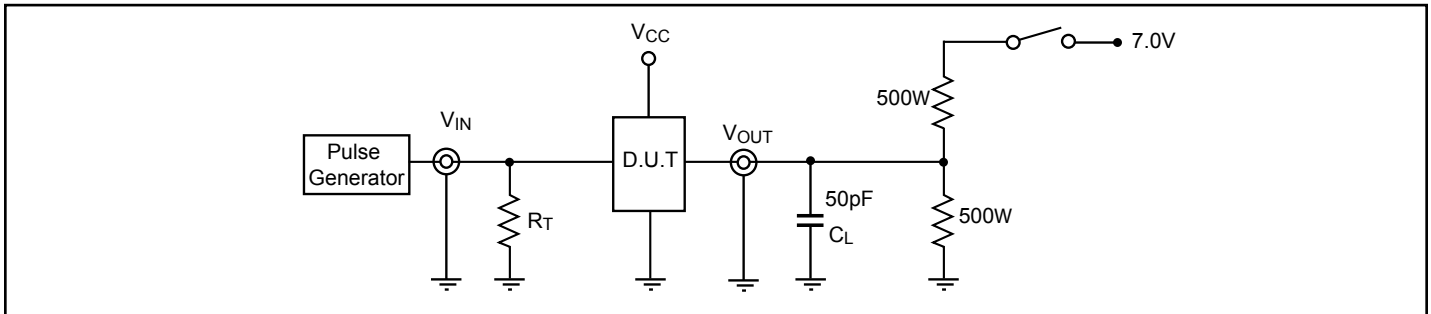 VCC
7.0V
500W
VIN
VOUT
Pulse
Generator
D.U.T
RT
50pF
CL
500W